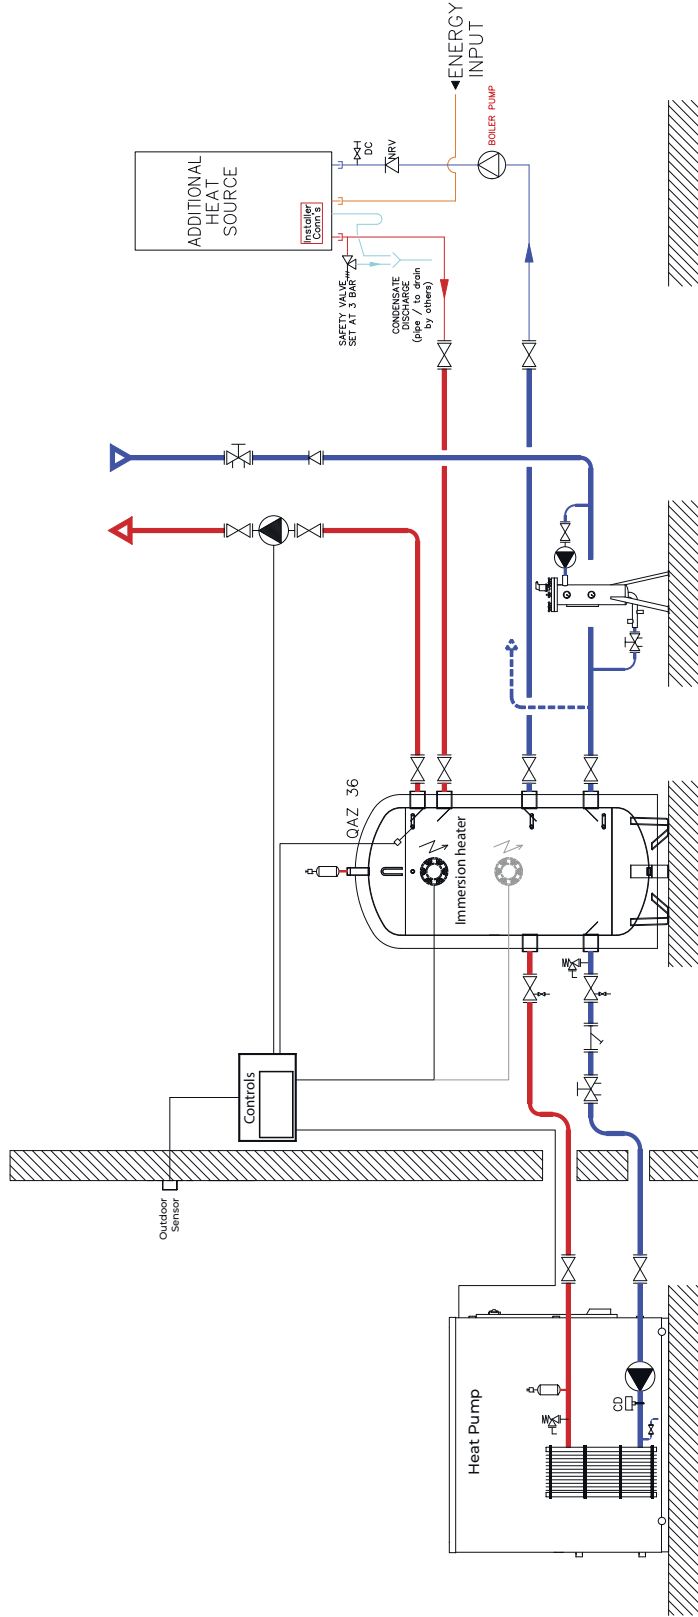 Heat Pump
CD
Outdoor
Sensor
Controls
QAZ 36
Immersion heater
SAFETY VALVE
SET AT 3 BAR
CONDENSATE
DISCHARGE
(pipe / to drain
by others)
ADDITIONAL
HEAT
SOURCE
Installer
Conn's
DC
NRV
BOILER PUMP
ENERGY
INPUT